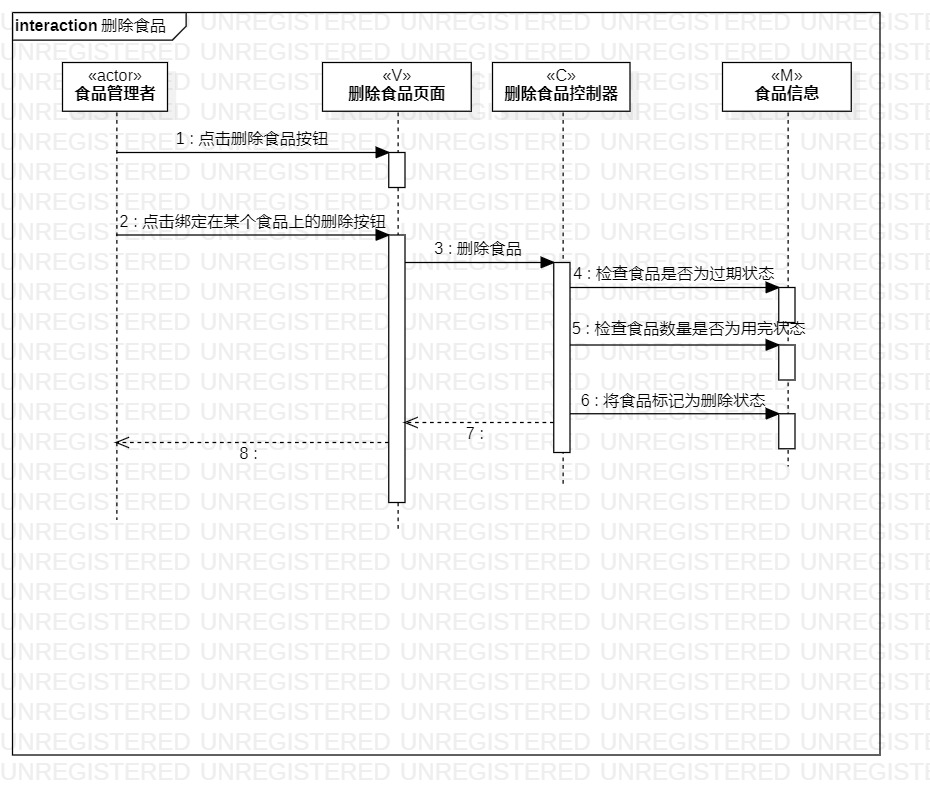 interaction 删除食品
«actor»
食品管理者
«V»
删除食品页面
«C»
删除食品控制器
«M»
食品信息
1 : 点击删除食品按钮
2 : 点击绑定在某个食品上的删除按钮
3 : 删除食品
4 : 检查食品是否为过期状态
5 : 检查食品数量是否为用完状态
6 : 将食品标记为删除状态
7 :
8 :
UNREGISTERED